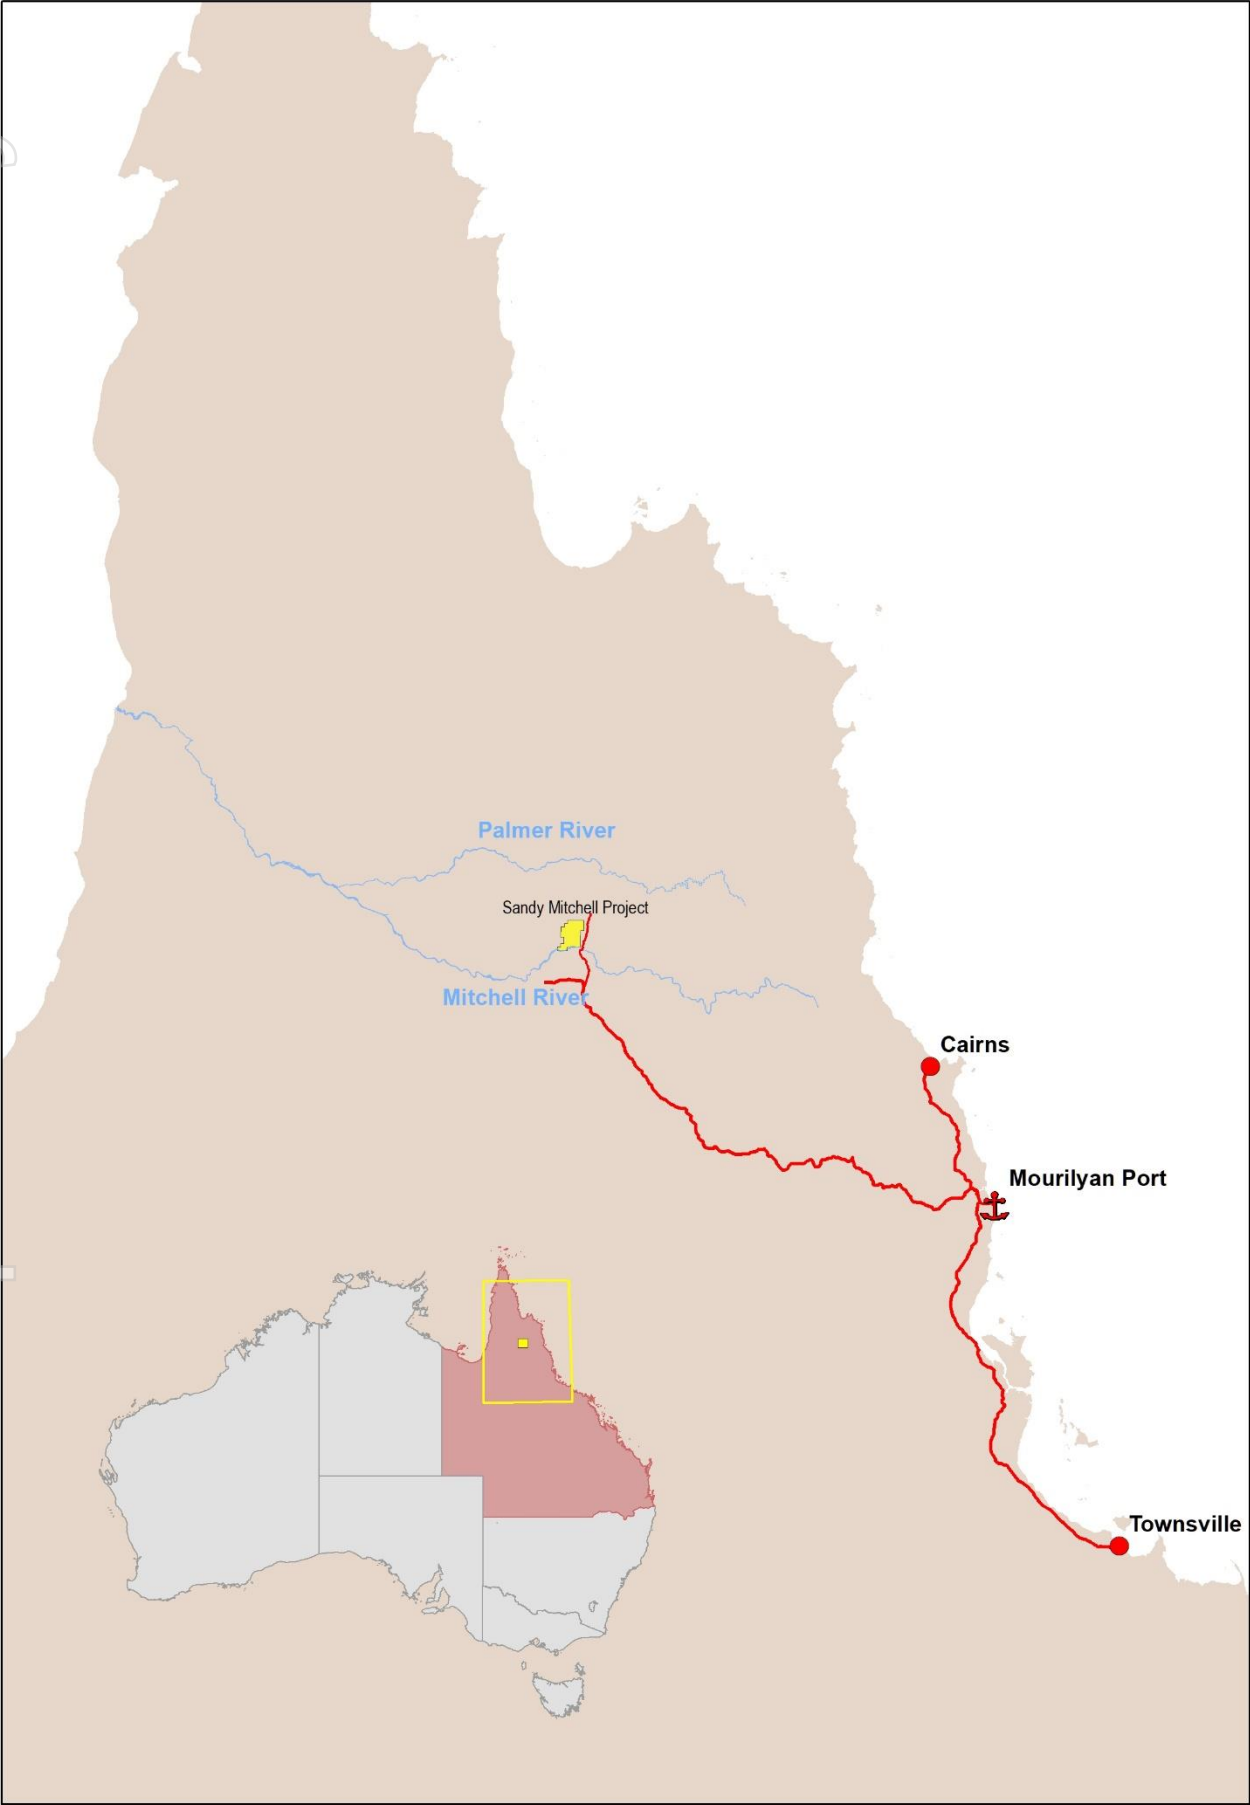 Palmer River
Sandy Mitchell Project
Mitchell River
Cairns
Mourilyan Port
Townsville